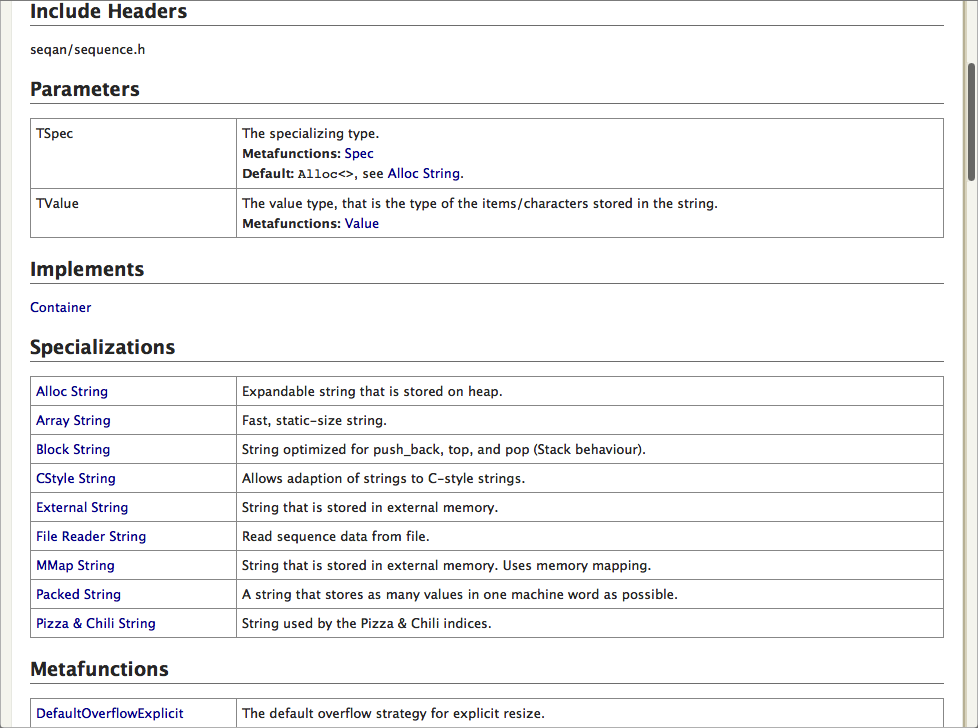 Include Headers
seqan/sequence.h
Parameters
TSpec
The specializing type.
Metafunctions: Spec
Default: Alloc<>, see Alloc String.
TValue
The value type, that is the type of the items/characters stored in the string.
Metafunctions: Value
Implements
Container
Specializations
Alloc String
Expandable string that is stored on heap.
Array String
Fast, static-size string.
Block String
String optimized for push_back, top, and pop (Stack behaviour).
CStyle String
Allows adaption of strings to C-style strings.
External String
String that is stored in external memory.
File Reader String
Read sequence data from file.
MMap String
String that is stored in external memory. Uses memory mapping.
Packed String
A string that stores as many values in one machine word as possible.
Pizza & Chili String
String used by the Pizza & Chili indices.
Metafunctions
DefaultOverflowExplicit
The default overflow strategy for explicit resize.